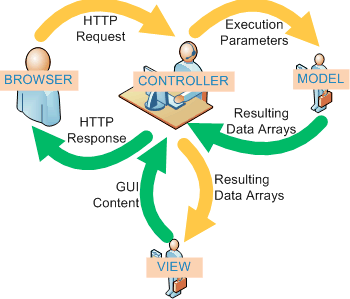 HTTP
Request
Execution
Parameters
BROWSER
CONTROLLER
MODEL
HTTP
Response
Resulting
Data Arrays
GUI
Content
Resulting
Data Arrays
VIEW